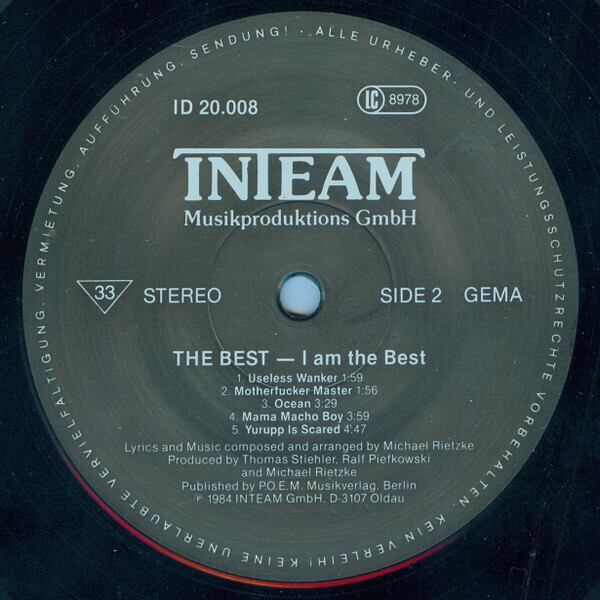 ALLE URHEBER- UND LEISTUNGSSCHUTZRECHTE VORBEHALTEN. KEIN VERLEIH! KEINE UNERLAUBTE VERVIELFÄLTIGUNG, VERMIETUNG, AUFFÜHRUNG, SENDUNG! ·
ID 20.008
LC 8978
INTEAM
Musikproduktions GmbH
33 STEREO SIDE 2 GEMA
THE BEST — I am the Best
1. Useless Wanker 1:59
2. Motherfucker Master 1:56
3. Ocean 3:29
4. Mama Macho Boy 3:59
5. Yurupp Is Scared 4:47
Lyrics and Music composed and arranged by Michael Rietzke
Produced by Thomas Stiehler, Ralf Piefkowski
and Michael Rietzke
Published by P.O.E.M. Musikverlag, Berlin
℗ 1984 INTEAM GmbH, D-3107 Oldau